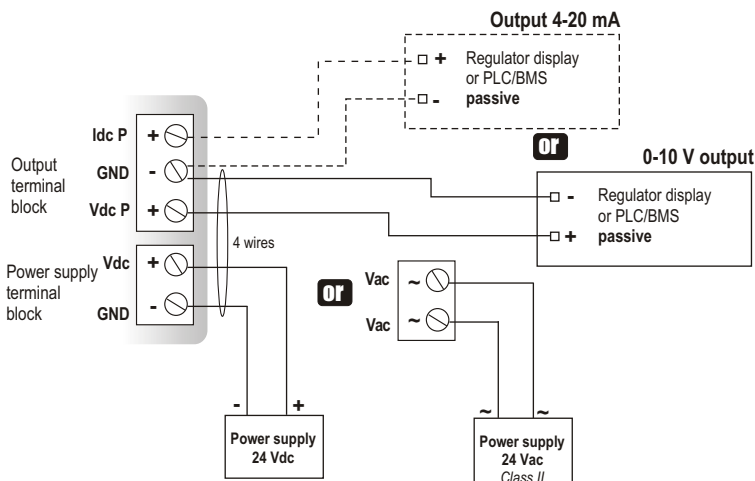 Output 4-20 mA
+ Regulator display
or PLC/BMS
- passive
or
0-10 V output
- Regulator display
or PLC/BMS
+ passive
Output
terminal
block
Idc P +
GND -
Vdc P +
4 wires
Power supply
terminal
block
Vdc +
GND -
or
Vac ~
Vac ~
- +
Power supply
24 Vdc
~ ~
Power supply
24 Vac
Class II